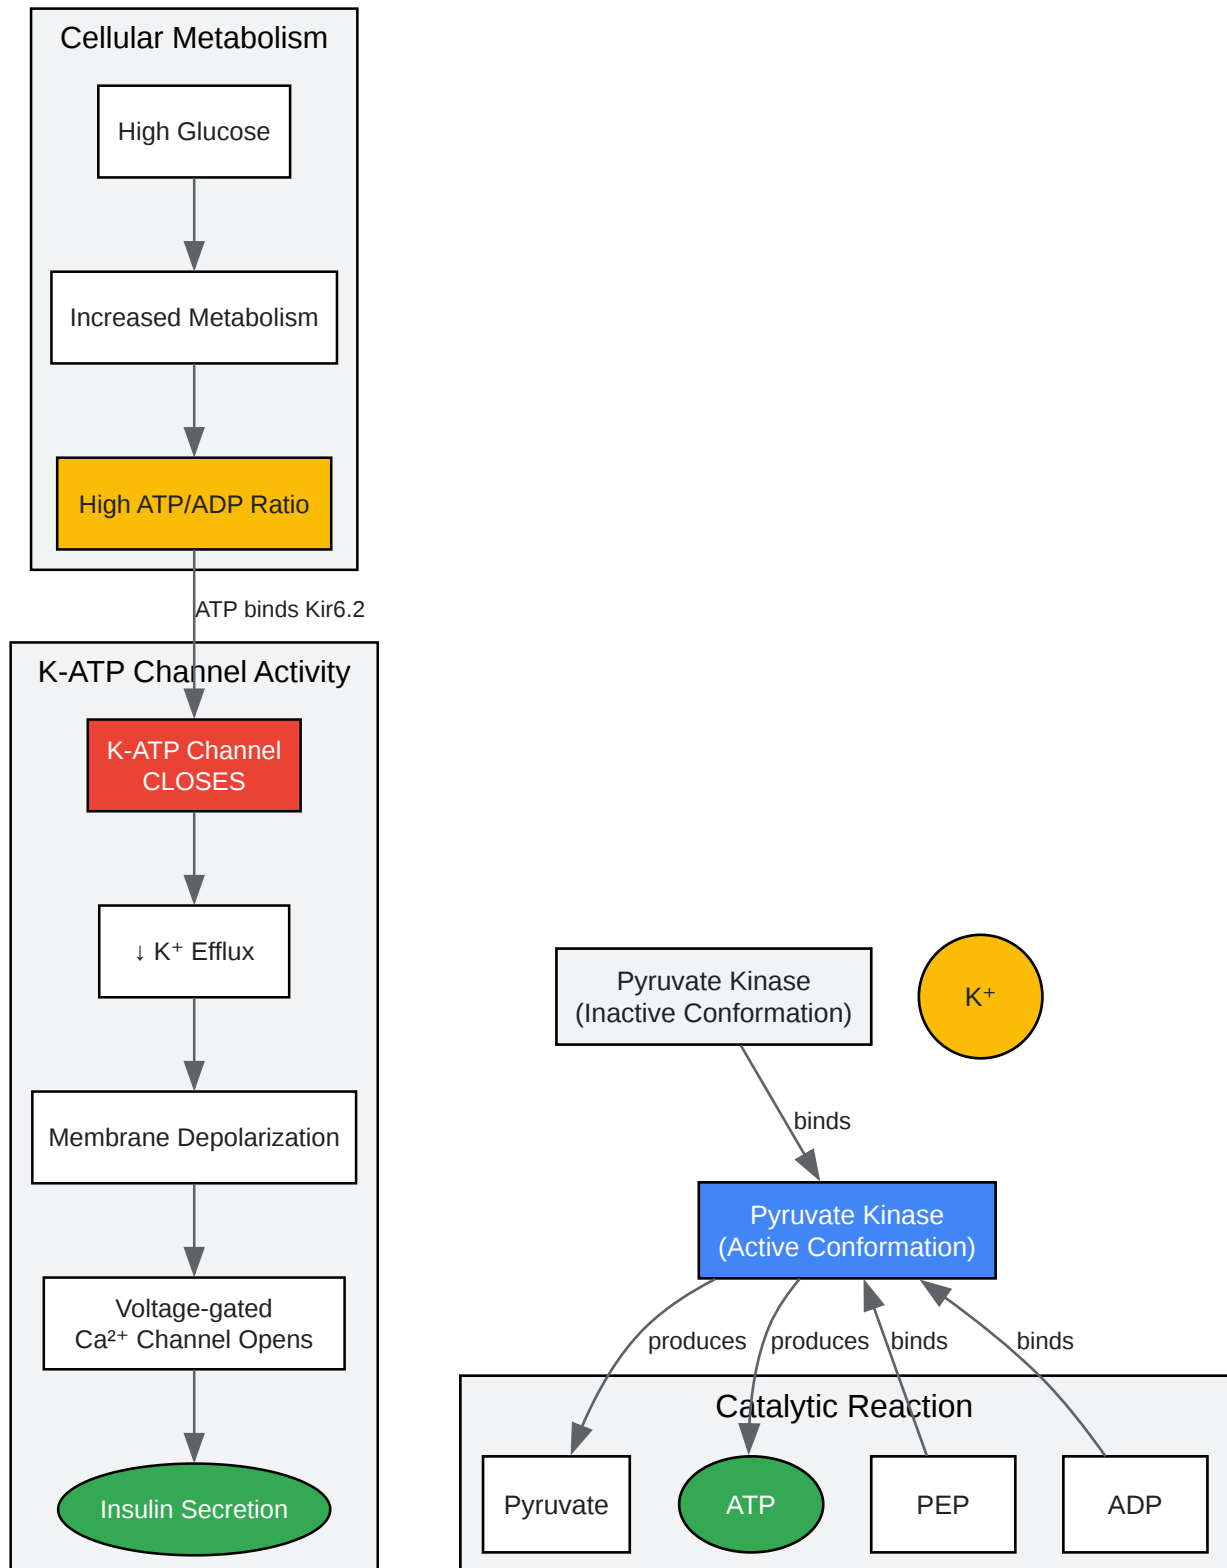 Cellular Metabolism
High Glucose
Increased Metabolism
High ATP/ADP Ratio
ATP binds Kir6.2
K-ATP Channel Activity
K-ATP Channel
CLOSES
↓ K⁺ Efflux
Membrane Depolarization
Voltage-gated
Ca²⁺ Channel Opens
Insulin Secretion
Pyruvate Kinase
(Inactive Conformation)
K⁺
binds
Pyruvate Kinase
(Active Conformation)
produces
produces
binds
binds
Catalytic Reaction
Pyruvate
ATP
PEP
ADP